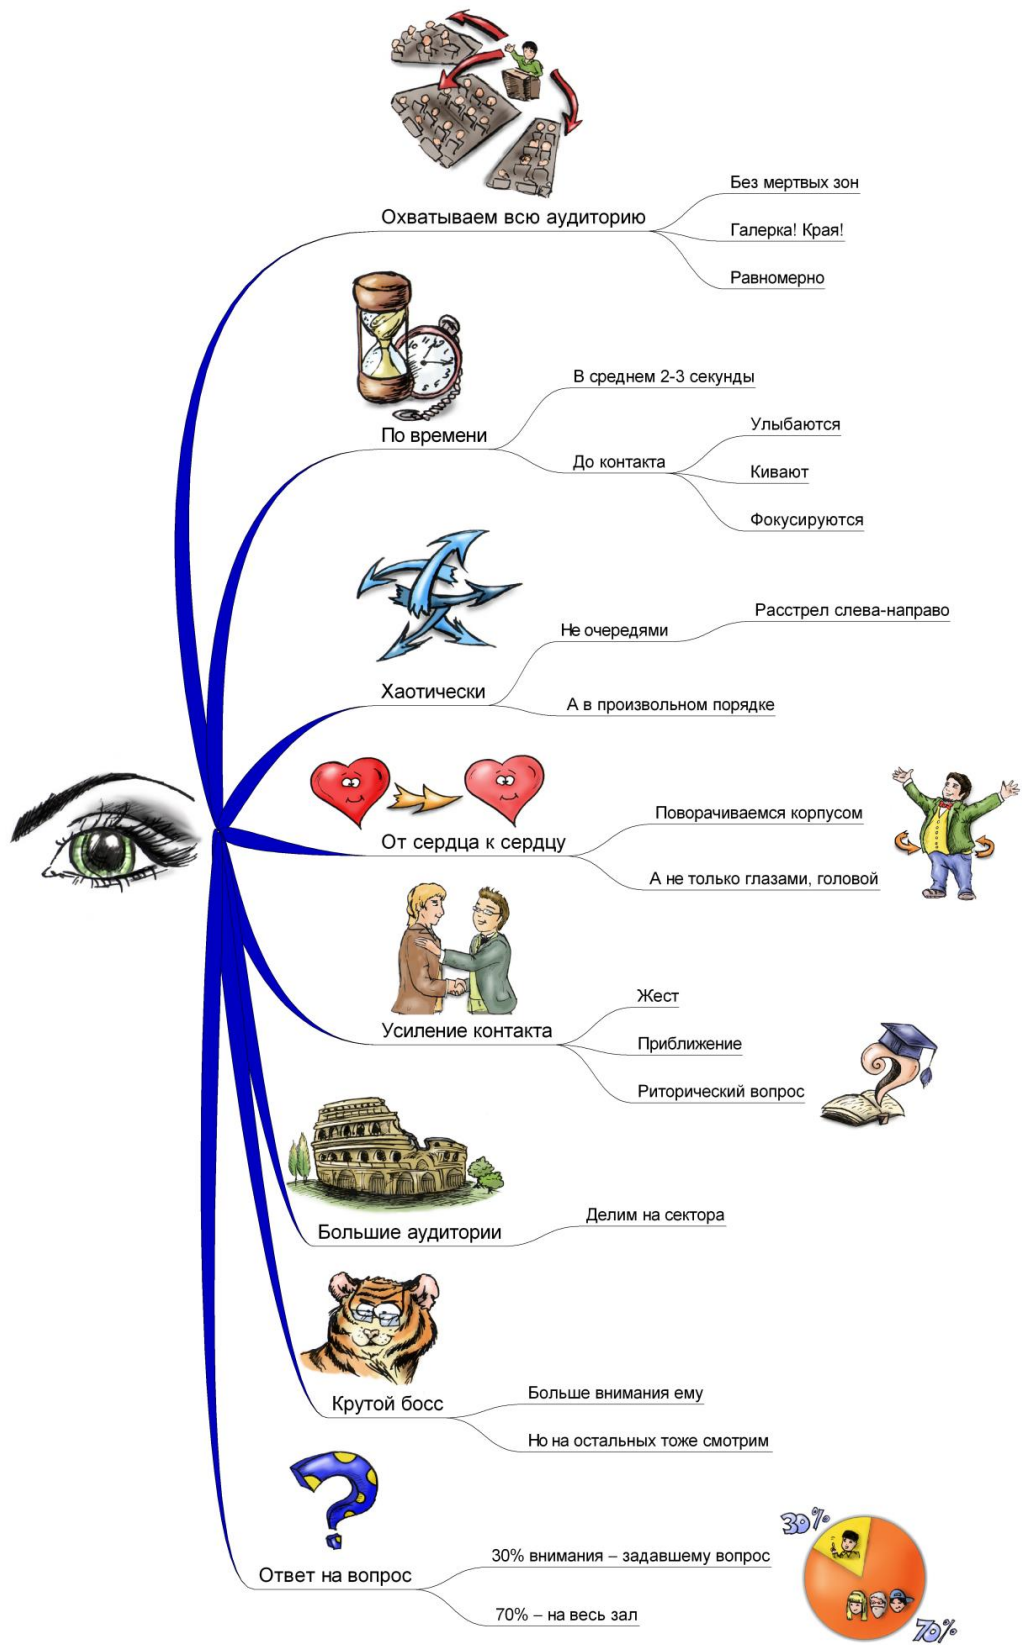 Охватываем всю аудиторию
Без мертвых зон
Галерка! Края!
Равномерно
По времени
В среднем 2-3 секунды
До контакта
Улыбаются
Кивают
Фокусируются
Хаотически
Не очередями
Расстрел слева-направо
А в произвольном порядке
От сердца к сердцу
Поворачиваемся корпусом
А не только глазами, головой
Усиление контакта
Жест
Приближение
Риторический вопрос
Большие аудитории
Делим на сектора
Крутой босс
Больше внимания ему
Но на остальных тоже смотрим
Ответ на вопрос
30% внимания – задавшему вопрос
70% – на весь зал
30%
70%